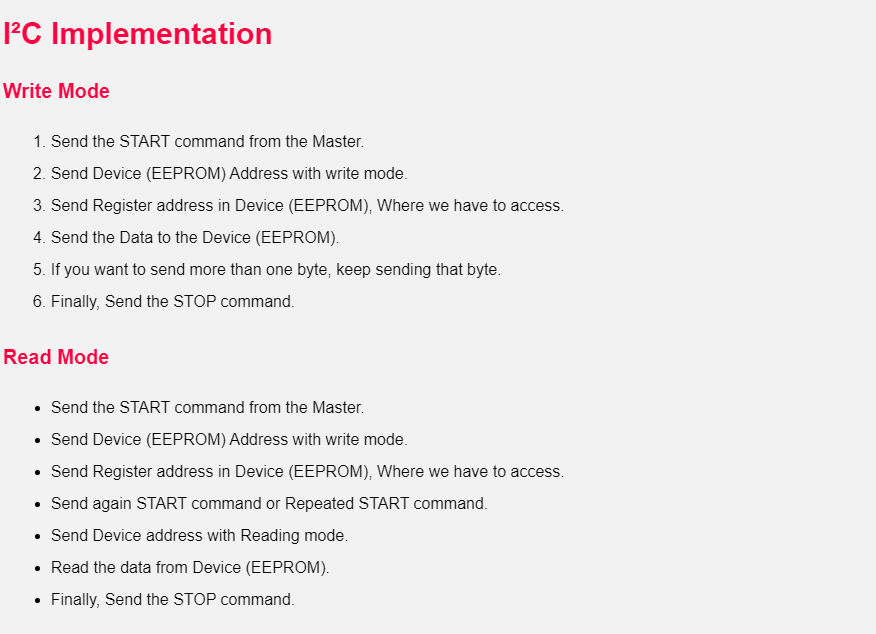 I²C Implementation
Write Mode
1. Send the START command from the Master.
2. Send Device (EEPROM) Address with write mode.
3. Send Register address in Device (EEPROM), Where we have to access.
4. Send the Data to the Device (EEPROM).
5. If you want to send more than one byte, keep sending that byte.
6. Finally, Send the STOP command.
Read Mode
• Send the START command from the Master.
• Send Device (EEPROM) Address with write mode.
• Send Register address in Device (EEPROM), Where we have to access.
• Send again START command or Repeated START command.
• Send Device address with Reading mode.
• Read the data from Device (EEPROM).
• Finally, Send the STOP command.